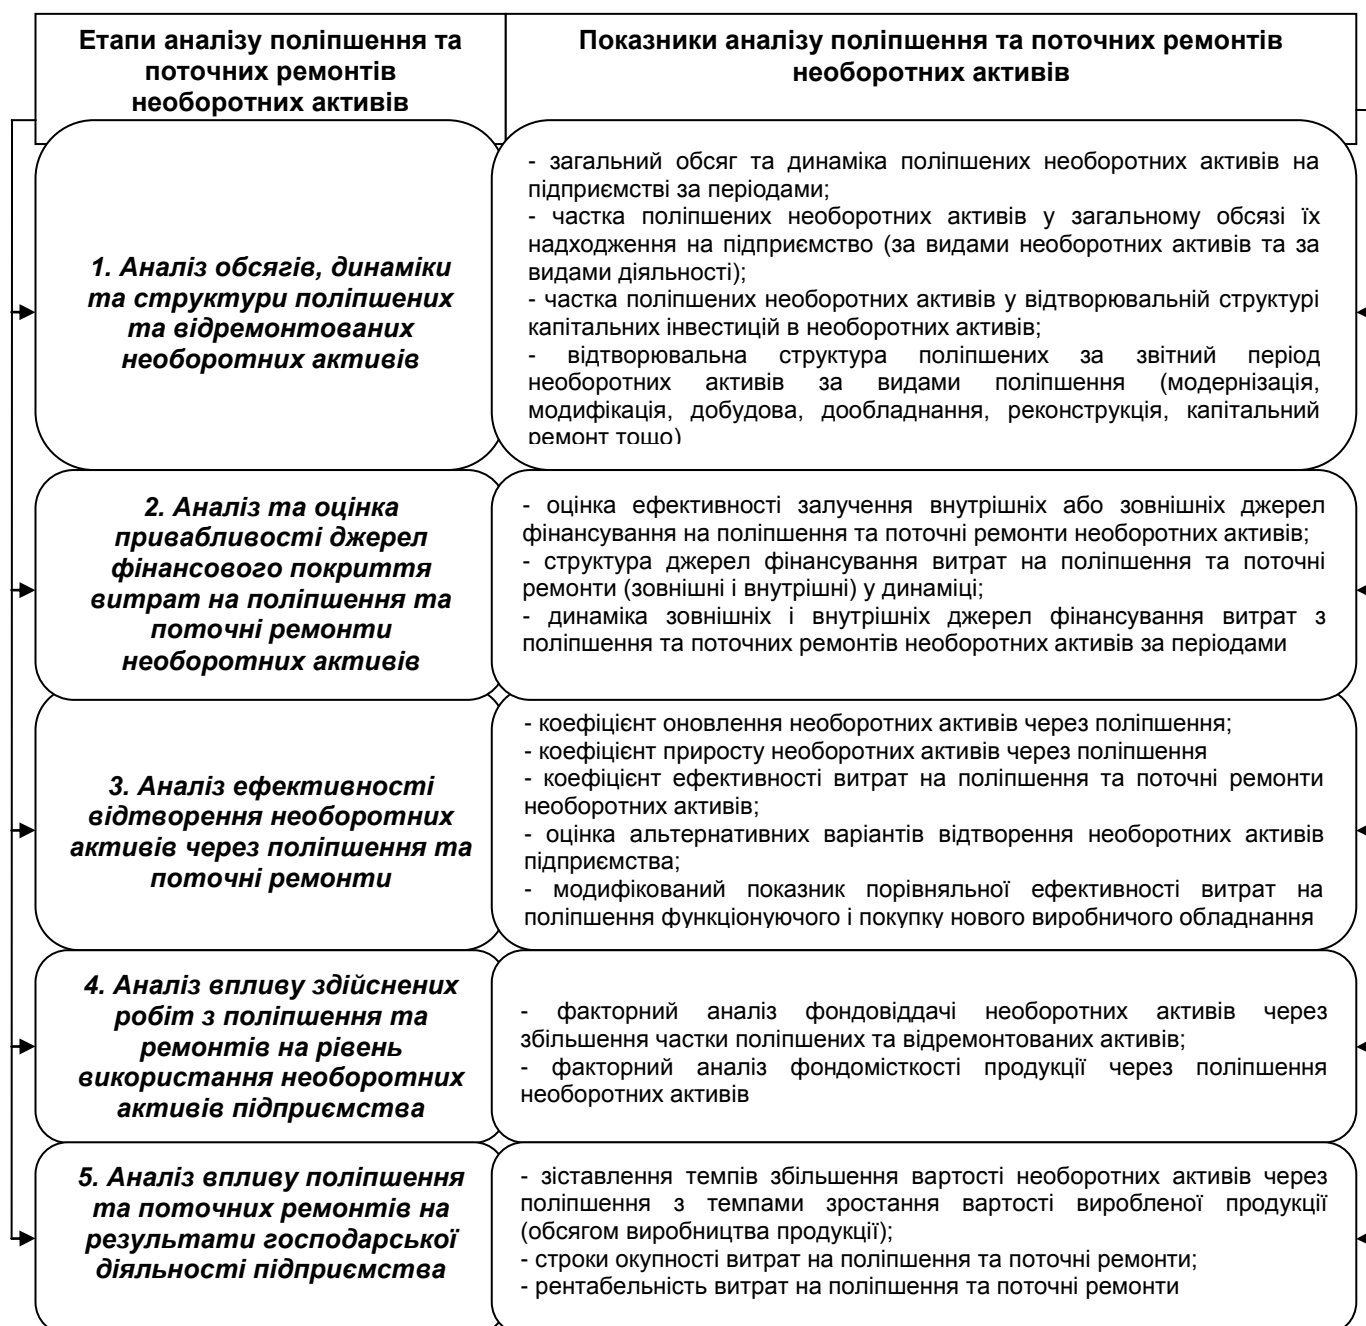 Етапи аналізу поліпшення та
поточних ремонтів
необоротних активів
Показники аналізу поліпшення та поточних ремонтів
необоротних активів
1. Аналіз обсягів, динаміки
та структури поліпшених
та відремонтованих
необоротних активів
- загальний обсяг та динаміка поліпшених необоротних активів на
підприємстві за періодами;
- частка поліпшених необоротних активів у загальному обсязі їх
надходження на підприємство (за видами необоротних активів та за
видами діяльності);
- частка поліпшених необоротних активів у відтворювальній структурі
капітальних інвестицій в необоротних активів;
- відтворювальна структура поліпшених за звітний період
необоротних активів за видами поліпшення (модернізація,
модифікація, добудова, дообладнання, реконструкція, капітальний
ремонт тощо)
2. Аналіз та оцінка
привабливості джерел
фінансового покриття
витрат на поліпшення та
поточні ремонти
необоротних активів
- оцінка ефективності залучення внутрішніх або зовнішніх джерел
фінансування на поліпшення та поточні ремонти необоротних активів;
- структура джерел фінансування витрат на поліпшення та поточні
ремонти (зовнішні і внутрішні) у динаміці;
- динаміка зовнішніх і внутрішніх джерел фінансування витрат з
поліпшення та поточних ремонтів необоротних активів за періодами
3. Аналіз ефективності
відтворення необоротних
активів через поліпшення та
поточні ремонти
- коефіцієнт оновлення необоротних активів через поліпшення;
- коефіцієнт приросту необоротних активів через поліпшення
- коефіцієнт ефективності витрат на поліпшення та поточні ремонти
необоротних активів;
- оцінка альтернативних варіантів відтворення необоротних активів
підприємства;
- модифікований показник порівняльної ефективності витрат на
поліпшення функціонуючого і покупку нового виробничого обладнання
4. Аналіз впливу здійснених
робіт з поліпшення та
ремонтів на рівень
використання необоротних
активів підприємства
- факторний аналіз фондовіддачі необоротних активів через
збільшення частки поліпшених та відремонтованих активів;
- факторний аналіз фондомісткості продукції через поліпшення
необоротних активів
5. Аналіз впливу поліпшення
та поточних ремонтів на
результати господарської
діяльності підприємства
- зіставлення темпів збільшення вартості необоротних активів через
поліпшення з темпами зростання вартості виробленої продукції
(обсягом виробництва продукції);
- строки окупності витрат на поліпшення та поточні ремонти;
- рентабельність витрат на поліпшення та поточні ремонти